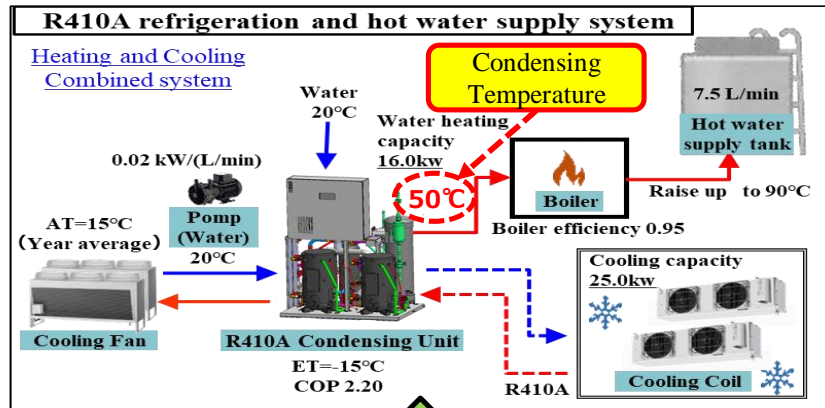 R410A refrigeration and hot water supply system
Heating and Cooling
Combined system
Condensing
Temperature
Water
20°C
Water heating
capacity
16.0kw
7.5 L/min
Hot water
supply tank
0.02 kW/(L/min)
50℃
Boiler
Raise up to 90°C
Boiler efficiency 0.95
AT=15°C
(Year average)
Pomp
(Water)
20°C
Cooling capacity
25.0kw
Cooling Fan
R410A Condensing Unit
ET=-15°C
COP 2.20
R410A
Cooling Coil